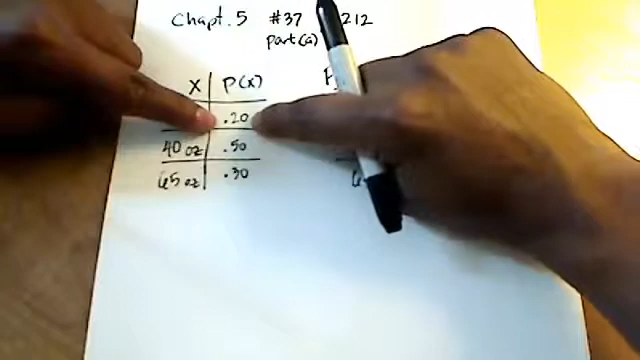 Chapt. 5 #37 212
part(a)
X P(X)
.20
40 oz .50
65 oz .30